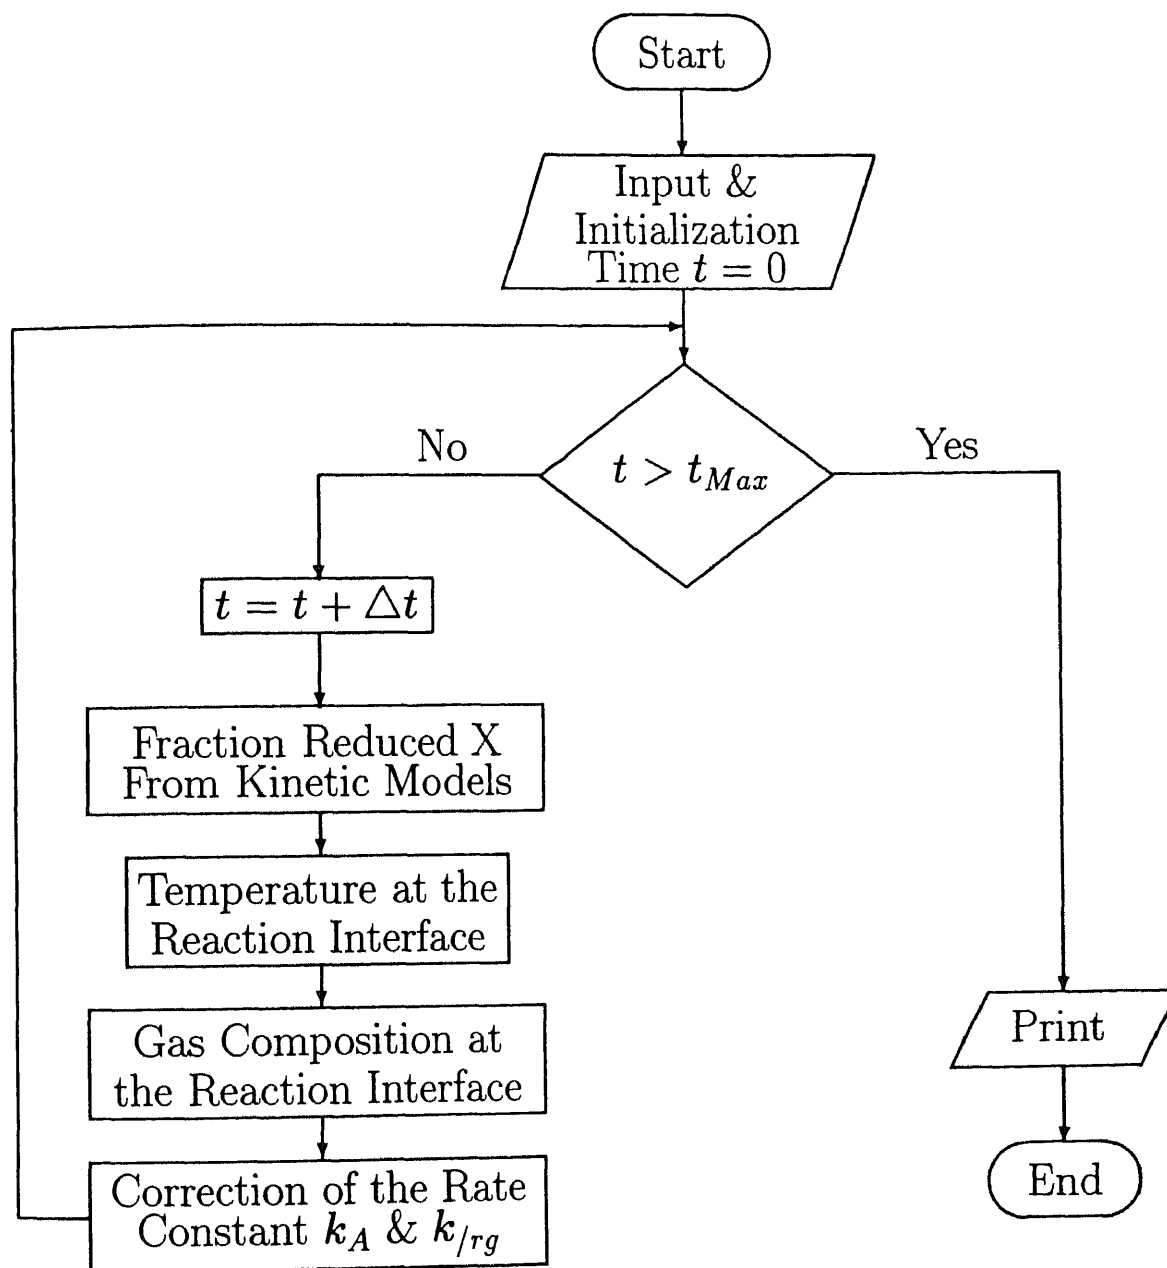 Start
Input &
Initialization
Time t = 0
No
t > t_Max
Yes
t = t + △t
Fraction Reduced X
From Kinetic Models
Temperature at the
Reaction Interface
Gas Composition at
the Reaction Interface
Correction of the Rate
Constant k_A & k_/rg
Print
End